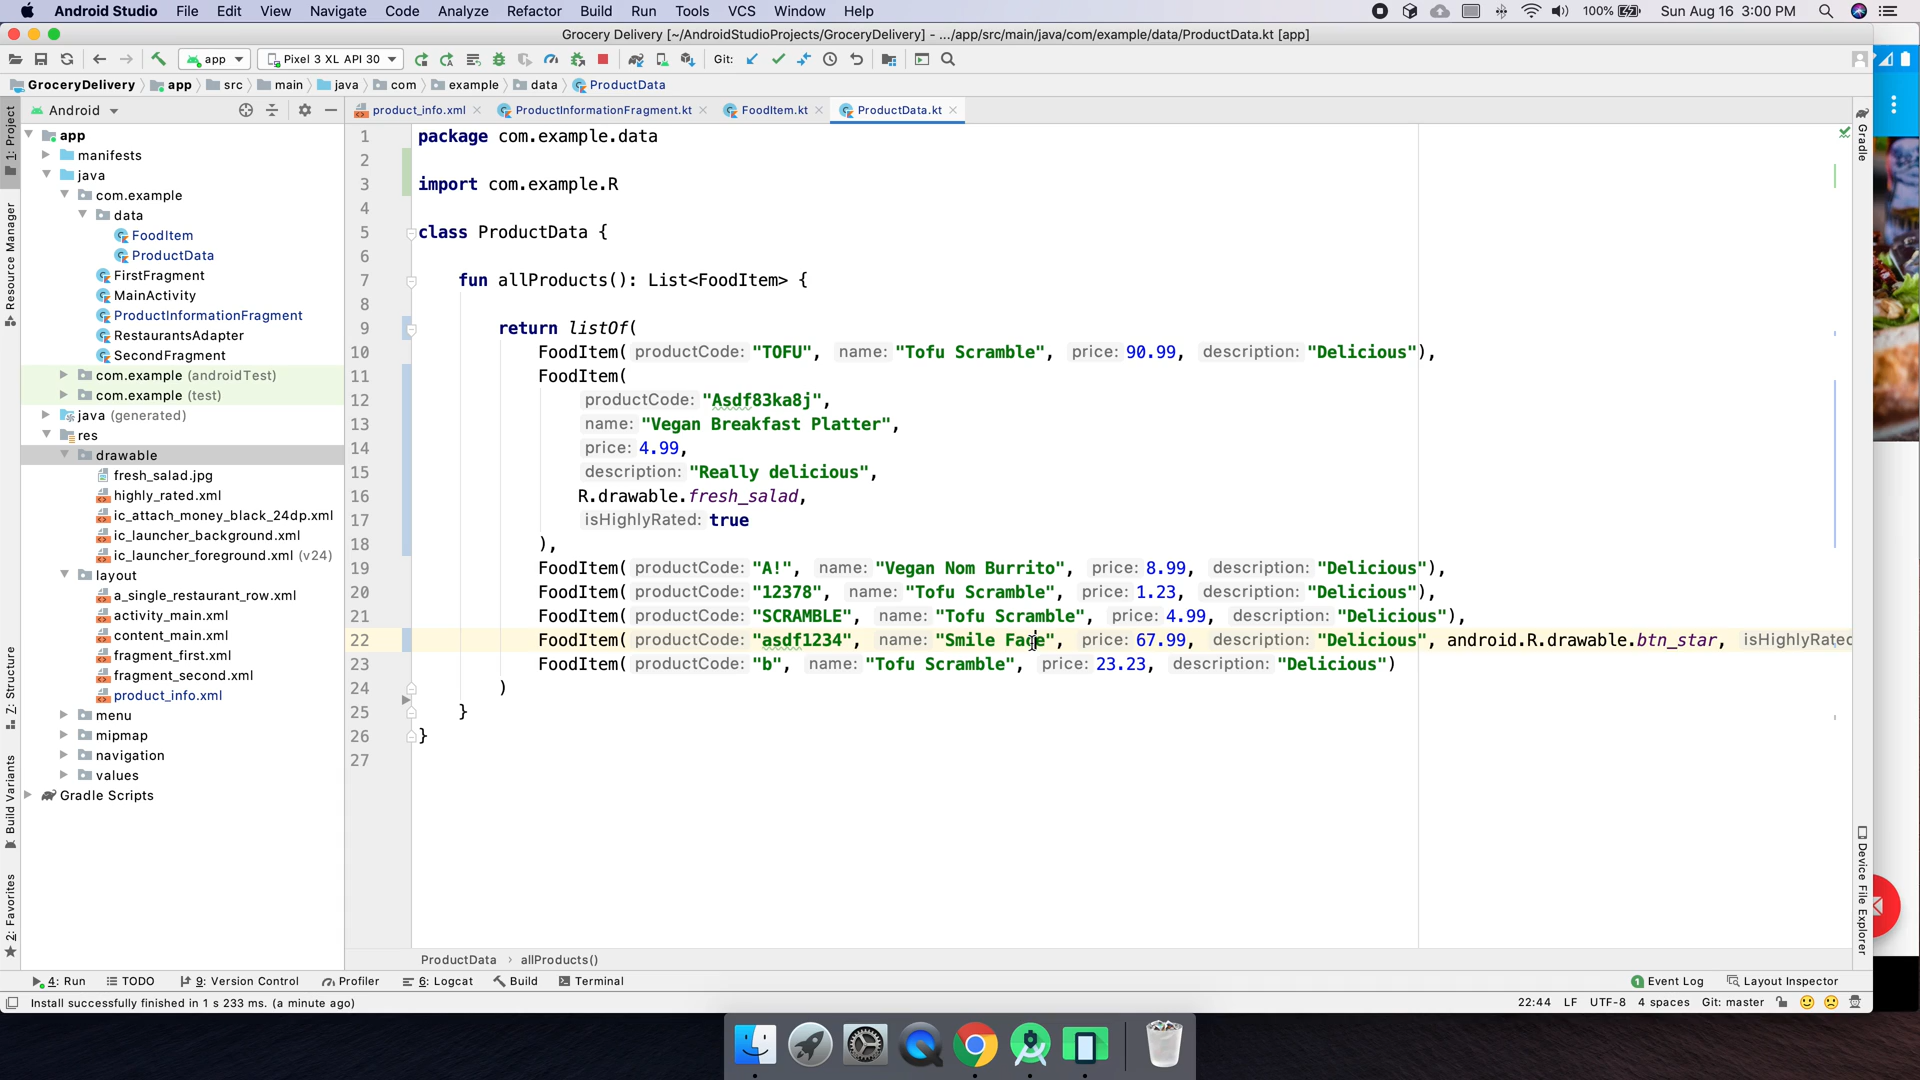 Android Studio File Edit View Navigate Code Analyze Refactor Build Run Tools VCS Window Help 100% Sun Aug 16 3:00 PM
Grocery Delivery [~/AndroidStudioProjects/GroceryDelivery] - .../app/src/main/java/com/example/data/ProductData.kt [app]
app Pixel 3 XL API 30 Git:
GroceryDelivery app src main java com example data ProductData
Android product_info.xml ProductInformationFragment.kt FoodItem.kt ProductData.kt
1: Project
Resource Manager
Z: Structure
Build Variants
2: Favorites
app
manifests
java
com.example
data
FoodItem
ProductData
FirstFragment
MainActivity
ProductInformationFragment
RestaurantsAdapter
SecondFragment
com.example (androidTest)
com.example (test)
java (generated)
res
drawable
fresh_salad.jpg
highly_rated.xml
ic_attach_money_black_24dp.xml
ic_launcher_background.xml
ic_launcher_foreground.xml (v24)
layout
a_single_restaurant_row.xml
activity_main.xml
content_main.xml
fragment_first.xml
fragment_second.xml
product_info.xml
menu
mipmap
navigation
values
Gradle Scripts
1 package com.example.data
2
3 import com.example.R
4
5 class ProductData {
6
7 fun allProducts(): List<FoodItem> {
8
9 return listOf(
10 FoodItem( productCode: "TOFU", name: "Tofu Scramble", price: 90.99, description: "Delicious"),
11 FoodItem(
12 productCode: "Asdf83ka8j",
13 name: "Vegan Breakfast Platter",
14 price: 4.99,
15 description: "Really delicious",
16 R.drawable.fresh_salad,
17 isHighlyRated: true
18 ),
19 FoodItem( productCode: "A!", name: "Vegan Nom Burrito", price: 8.99, description: "Delicious"),
20 FoodItem( productCode: "12378", name: "Tofu Scramble", price: 1.23, description: "Delicious"),
21 FoodItem( productCode: "SCRAMBLE", name: "Tofu Scramble", price: 4.99, description: "Delicious"),
22 FoodItem( productCode: "asdf1234", name: "Smile Face", price: 67.99, description: "Delicious", android.R.drawable.btn_star, isHighlyRated
23 FoodItem( productCode: "b", name: "Tofu Scramble", price: 23.23, description: "Delicious")
24 )
25 }
26 }
27
Gradle
Device File Explorer
ProductData allProducts()
4: Run TODO 9: Version Control Profiler 6: Logcat Build Terminal 1 Event Log Layout Inspector
Install successfully finished in 1 s 233 ms. (a minute ago) 22:44 LF UTF-8 4 spaces Git: master